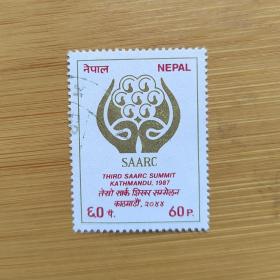 नेपाल NEPAL
SAARC
THIRD SAARC SUMMIT
KATHMANDU, 1987
तेस्रो सार्क शिखर सम्मेलन
काठमाडौं, २०४४
६० पै. 60 P.